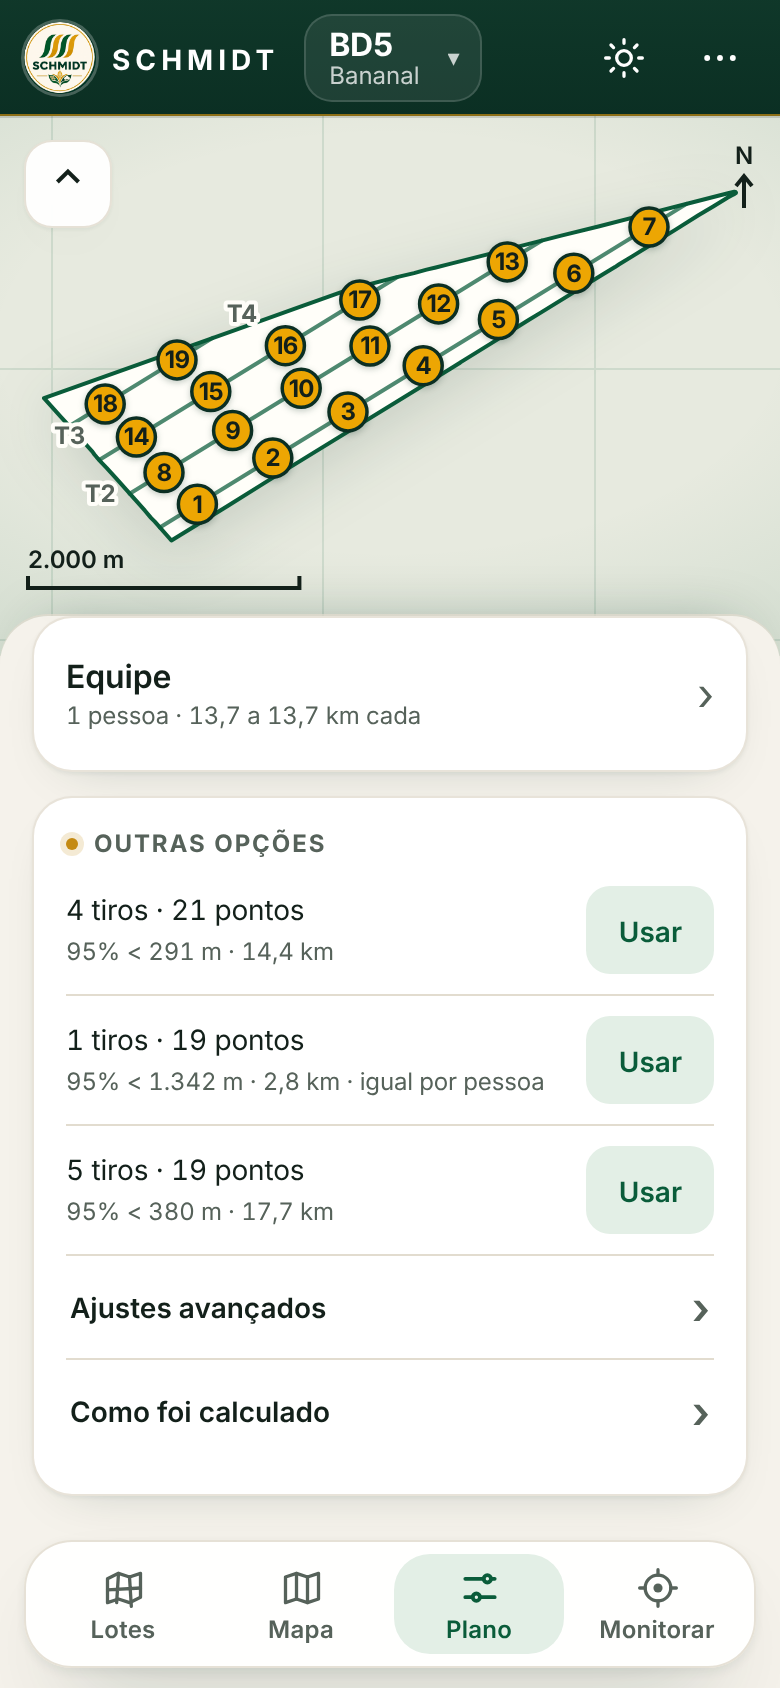 SCHMIDT
SCHMIDT
BD5
Bananal
N
7
13
6
17
12
5
T4
16
11
4
19
15
10
3
18
9
T3
14
2
8
T2
1
2.000 m
Equipe
1 pessoa · 13,7 a 13,7 km cada
OUTRAS OPÇÕES
4 tiros · 21 pontos
95% < 291 m · 14,4 km
Usar
1 tiros · 19 pontos
95% < 1.342 m · 2,8 km · igual por pessoa
Usar
5 tiros · 19 pontos
95% < 380 m · 17,7 km
Usar
Ajustes avançados
Como foi calculado
Lotes
Mapa
Plano
Monitorar